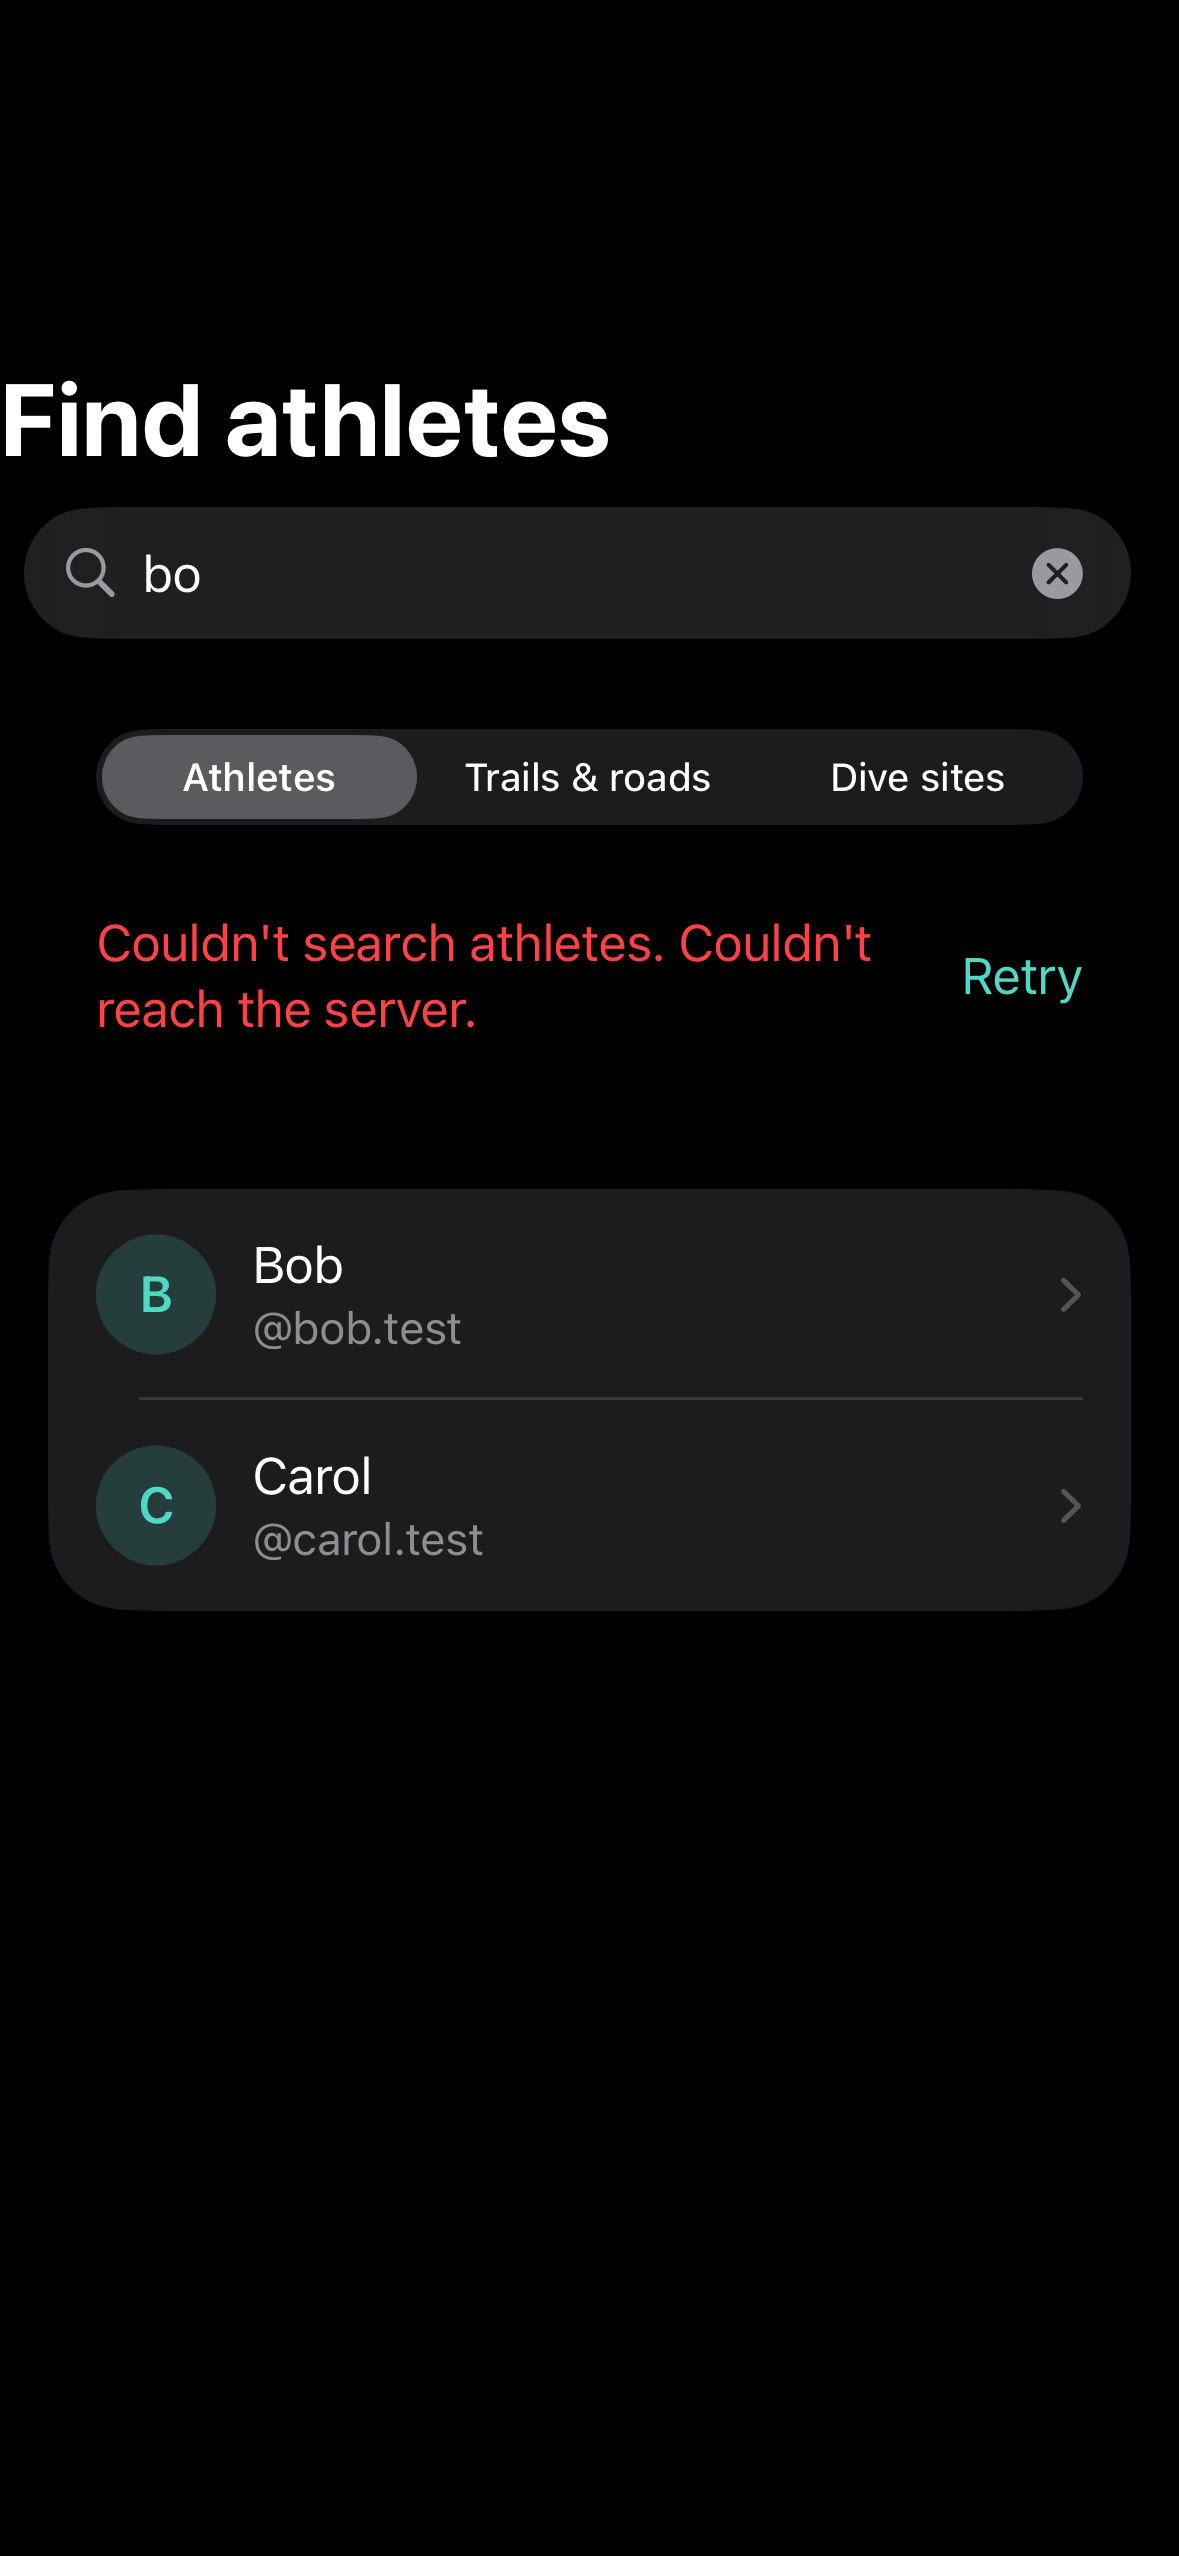 Find athletes
bo
Athletes
Trails & roads
Dive sites
Couldn't search athletes. Couldn't
reach the server.
Retry
B
Bob
@bob.test
C
Carol
@carol.test